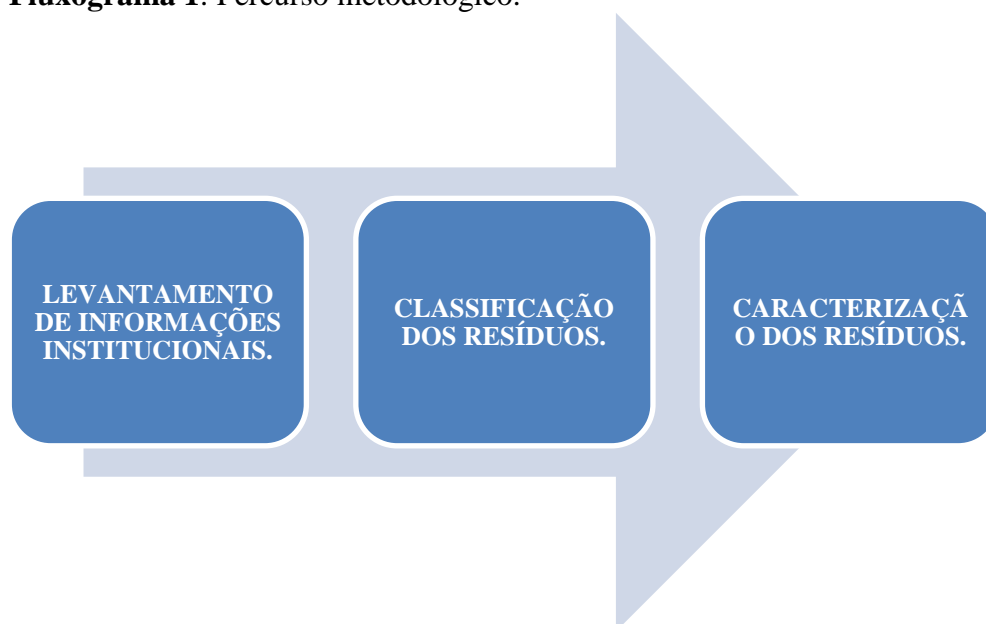 Fluxograma 1: Percurso metodológico.
LEVANTAMENTO
DE INFORMAÇÕES
INSTITUCIONAIS.
CLASSIFICAÇÃO
DOS RESÍDUOS.
CARACTERIZAÇÃ
O DOS RESÍDUOS.